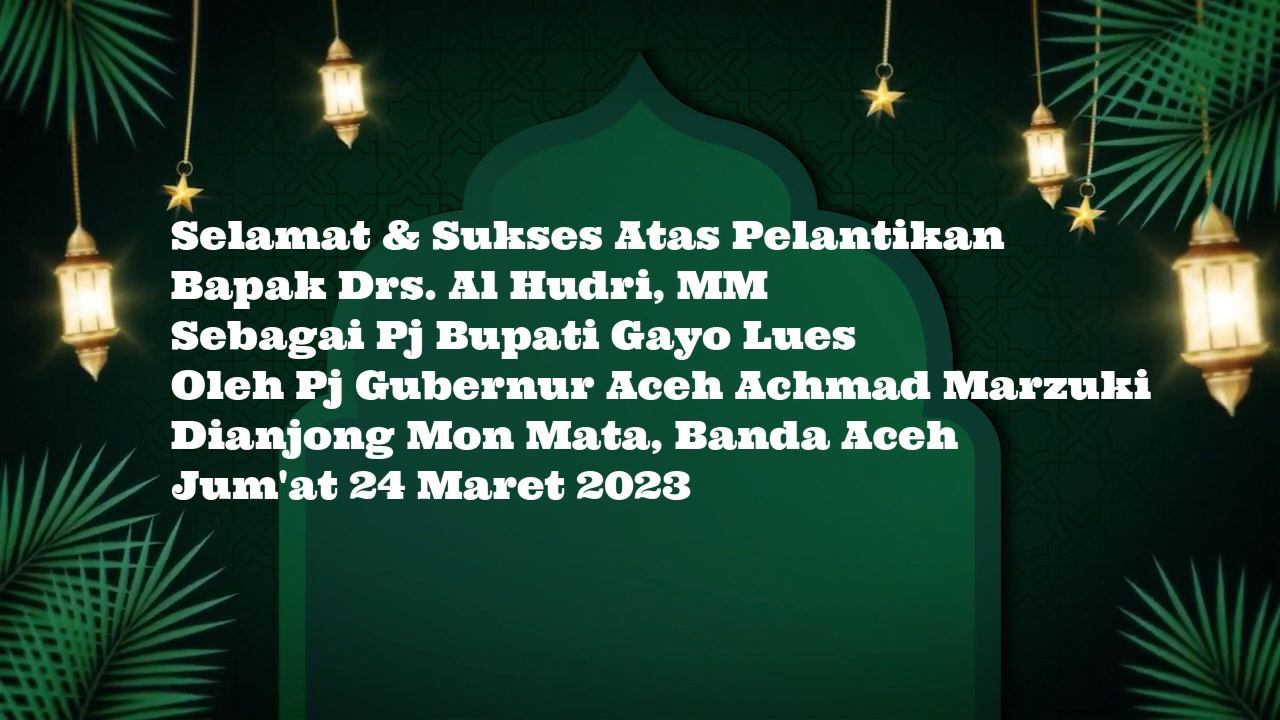 Selamat & Sukses Atas Pelantikan
Bapak Drs. Al Hudri, MM
Sebagai Pj Bupati Gayo Lues
Oleh Pj Gubernur Aceh Achmad Marzuki
Dianjong Mon Mata, Banda Aceh
Jum'at 24 Maret 2023